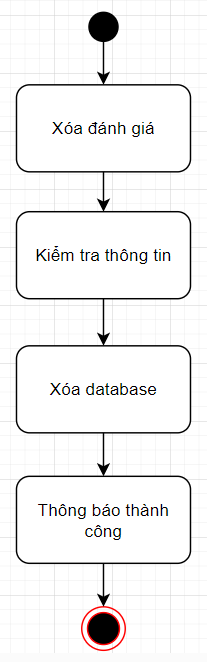 Xóa đánh giá
Kiểm tra thông tin
Xóa database
Thông báo thành
công